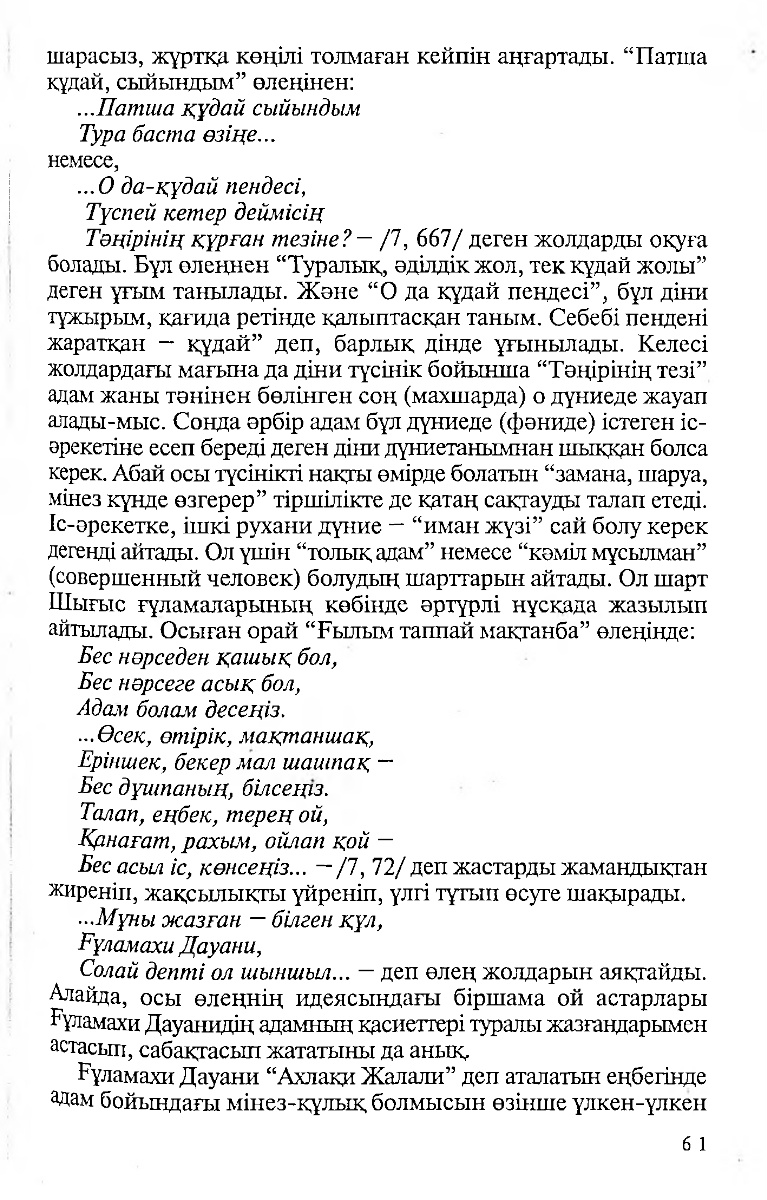 шарасыз, жұртқа көңілі толмаған кейпін аңғартады. “Патша
құдай, сыйындым” өлеңінен:
...Патша құдай сыйындым
Тура баста өзіңе...
немесе,
...О да-құдай пендесі,
Түспей кетер деймісің
Тәңірінің құрған тезіне? — /7, 667/ деген жолдарды оқуға
болады. Бұл өлеңнен “Туралық, әділдік жол, тек құдай жолы”
деген ұғым танылады. Және “О да құдай пендесі”, бұл діни
тұжырым, қағида ретінде қалыптасқан таным. Себебі пендені
жаратқан — құдай” деп, барлық дінде ұғынылады. Келесі
жолдардағы мағына да діни түсінік бойынша “Тәңірінің тезі”
адам жаны тәнінен бөлінген соң (махшарда) о дүниеде жауап
алады-мыс. Сонда әрбір адам бұл дүниеде (фәниде) істеген іс-
әрекетіне есеп береді деген діни дүниетанымнан шыққан болса
керек. Абай осы түсінікті нақты өмірде болатын “замана, шаруа,
мінез күнде өзгерер” тіршілікте де қатаң сақтауды талап етеді.
Іс-әрекетке, ішкі рухани дүние — “иман жүзі” сай болу керек
дегенді айтады. Ол үшін “толық адам” немесе “кәміл мұсылман”
(совершенный человек) болудың шарттарын айтады. Ол шарт
Шығыс ғұламаларының көбінде әртүрлі нұсқада жазылып
айтылады. Осыған орай “Ғылым таппай мақтанба” өлеңінде:
Бес нәрседен қашық бол,
Бес нәрсеге асық бол,
Адам болам десеңіз.
...Өсек, өтірік, мақтаншақ,
Еріншек, бекер мал шашпақ —
Бес дұшпаның, білсеңіз.
Талап, еңбек, терең ой,
Қанағат, рахым, ойлап қой —
Бес асыл іс, көнсеңіз... — /7, 72/ деп жастарды жамандықтан
жиреніп, жақсылықты үйреніп, үлгі тұтып өсуге шақырады.
...Мұны жазған — білген құл,
Ғұламахи Дауани,
Солай депті ол шыншыл... — деп өлең жолдарын аяқтайды.
Алайда, осы өлеңнің идеясындағы біршама ой астарлары
Ғұламахи Дауанидің адамның қасиеттері туралы жазғандарымен
астасып, сабақтасып жататыны да анық.
Ғұламахи Дауани “Ахлақи Жалали” деп аталатын еңбегінде
адам бойындағы мінез-құлық болмысын өзінше үлкен-үлкен
61